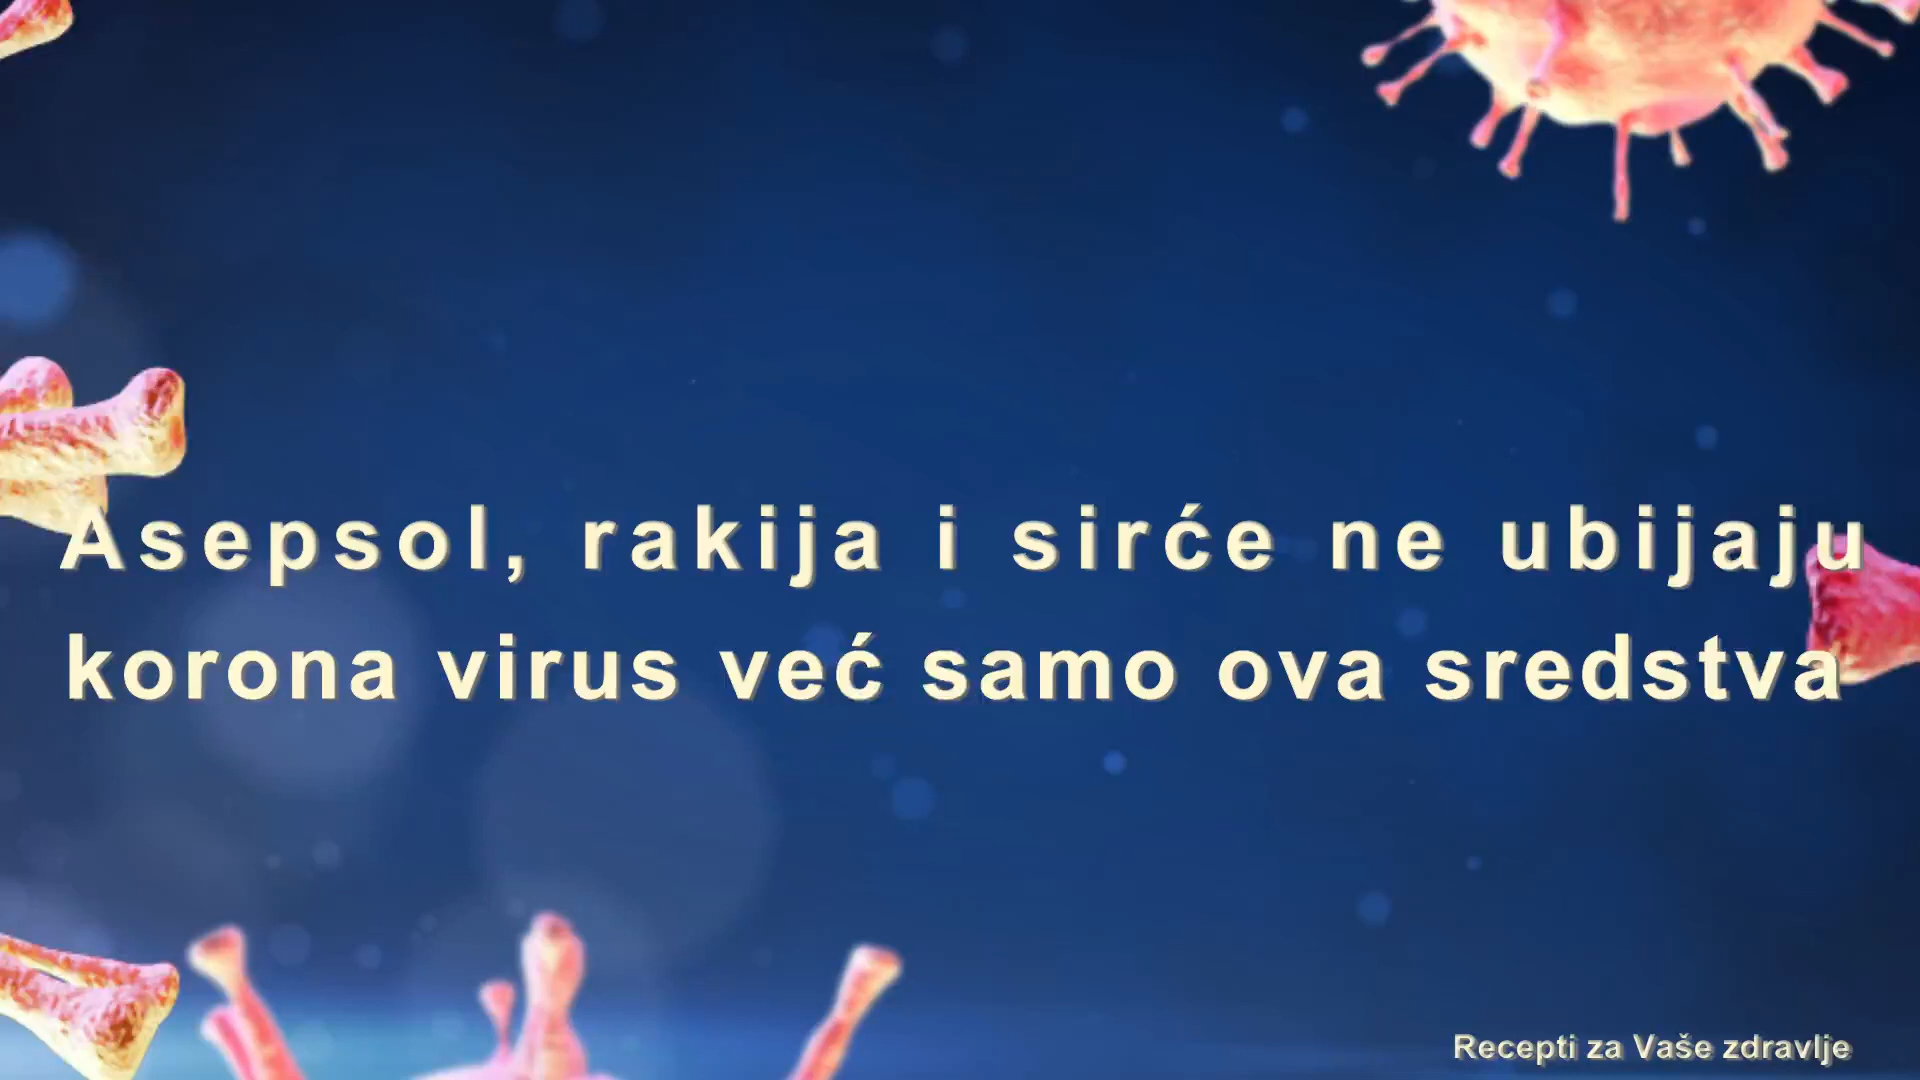 Asepsol, rakija i sirće ne ubijaju
korona virus već samo ova sredstva
Recepti za Vaše zdravlje